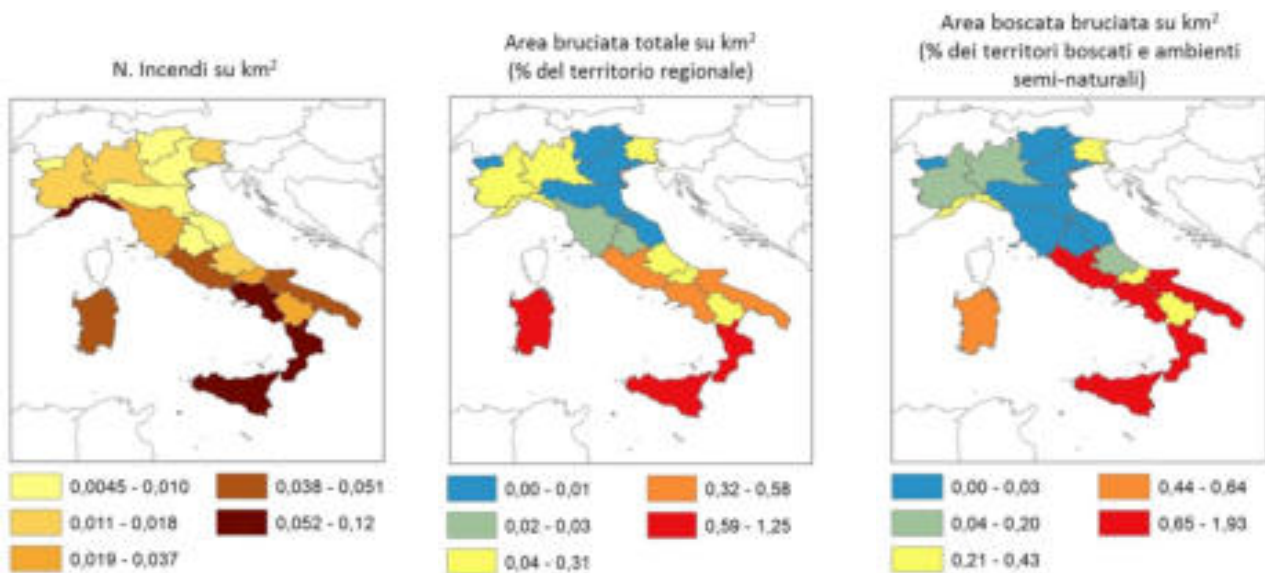 N. Incendi su km²
Area bruciata totale su km²
(% del territorio regionale)
Area boscata bruciata su km²
(% dei territori boscati e ambienti
semi-naturali)
0,0045 - 0,010
0,038 - 0,051
0,011 - 0,018
0,052 - 0,12
0,019 - 0,037
0,00 - 0,01
0,32 - 0,58
0,02 - 0,03
0,59 - 1,25
0,04 - 0,31
0,00 - 0,03
0,44 - 0,64
0,04 - 0,20
0,65 - 1,93
0,21 - 0,43